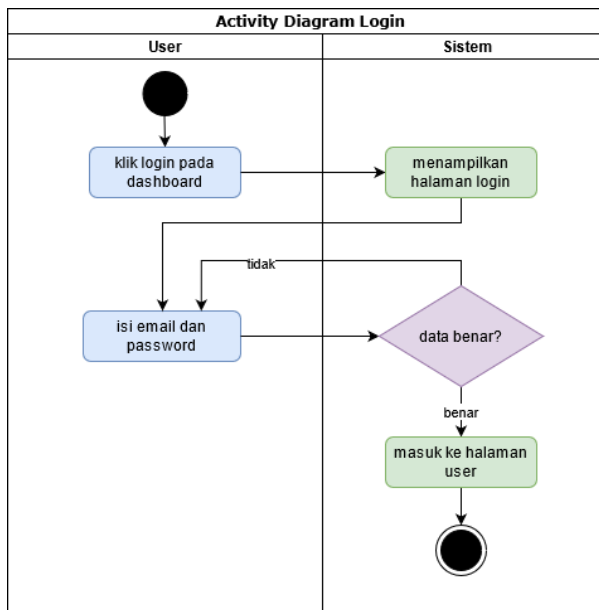 Activity Diagram Login
User
Sistem
klik login pada
dashboard
menampilkan
halaman login
tidak
isi email dan
password
data benar?
benar
masuk ke halaman
user